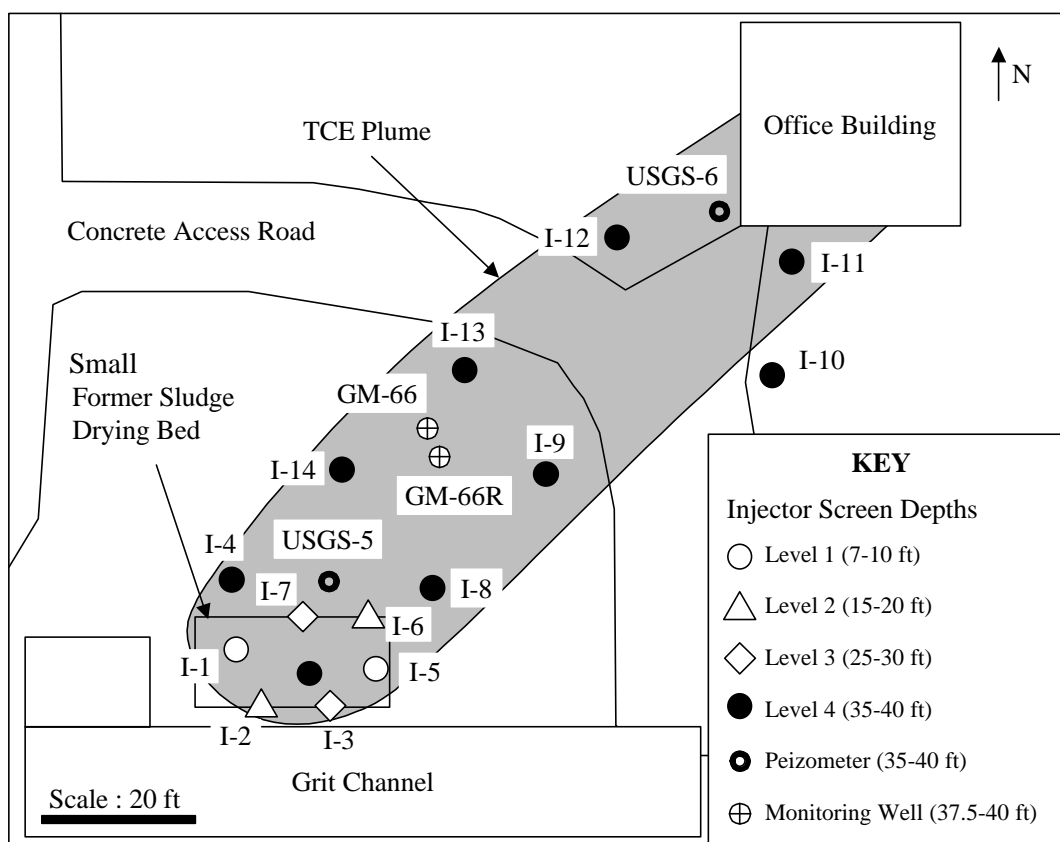 N
Office Building
TCE Plume
USGS-6
Concrete Access Road
I-12
I-11
I-13
I-10
Small
Former Sludge
Drying Bed
GM-66
I-9
I-14
GM-66R
USGS-5
I-4
I-7
I-8
I-6
I-1
I-5
I-2
I-3
Grit Channel
Scale : 20 ft
KEY
Injector Screen Depths
Level 1 (7-10 ft)
Level 2 (15-20 ft)
Level 3 (25-30 ft)
Level 4 (35-40 ft)
Peizometer (35-40 ft)
Monitoring Well (37.5-40 ft)